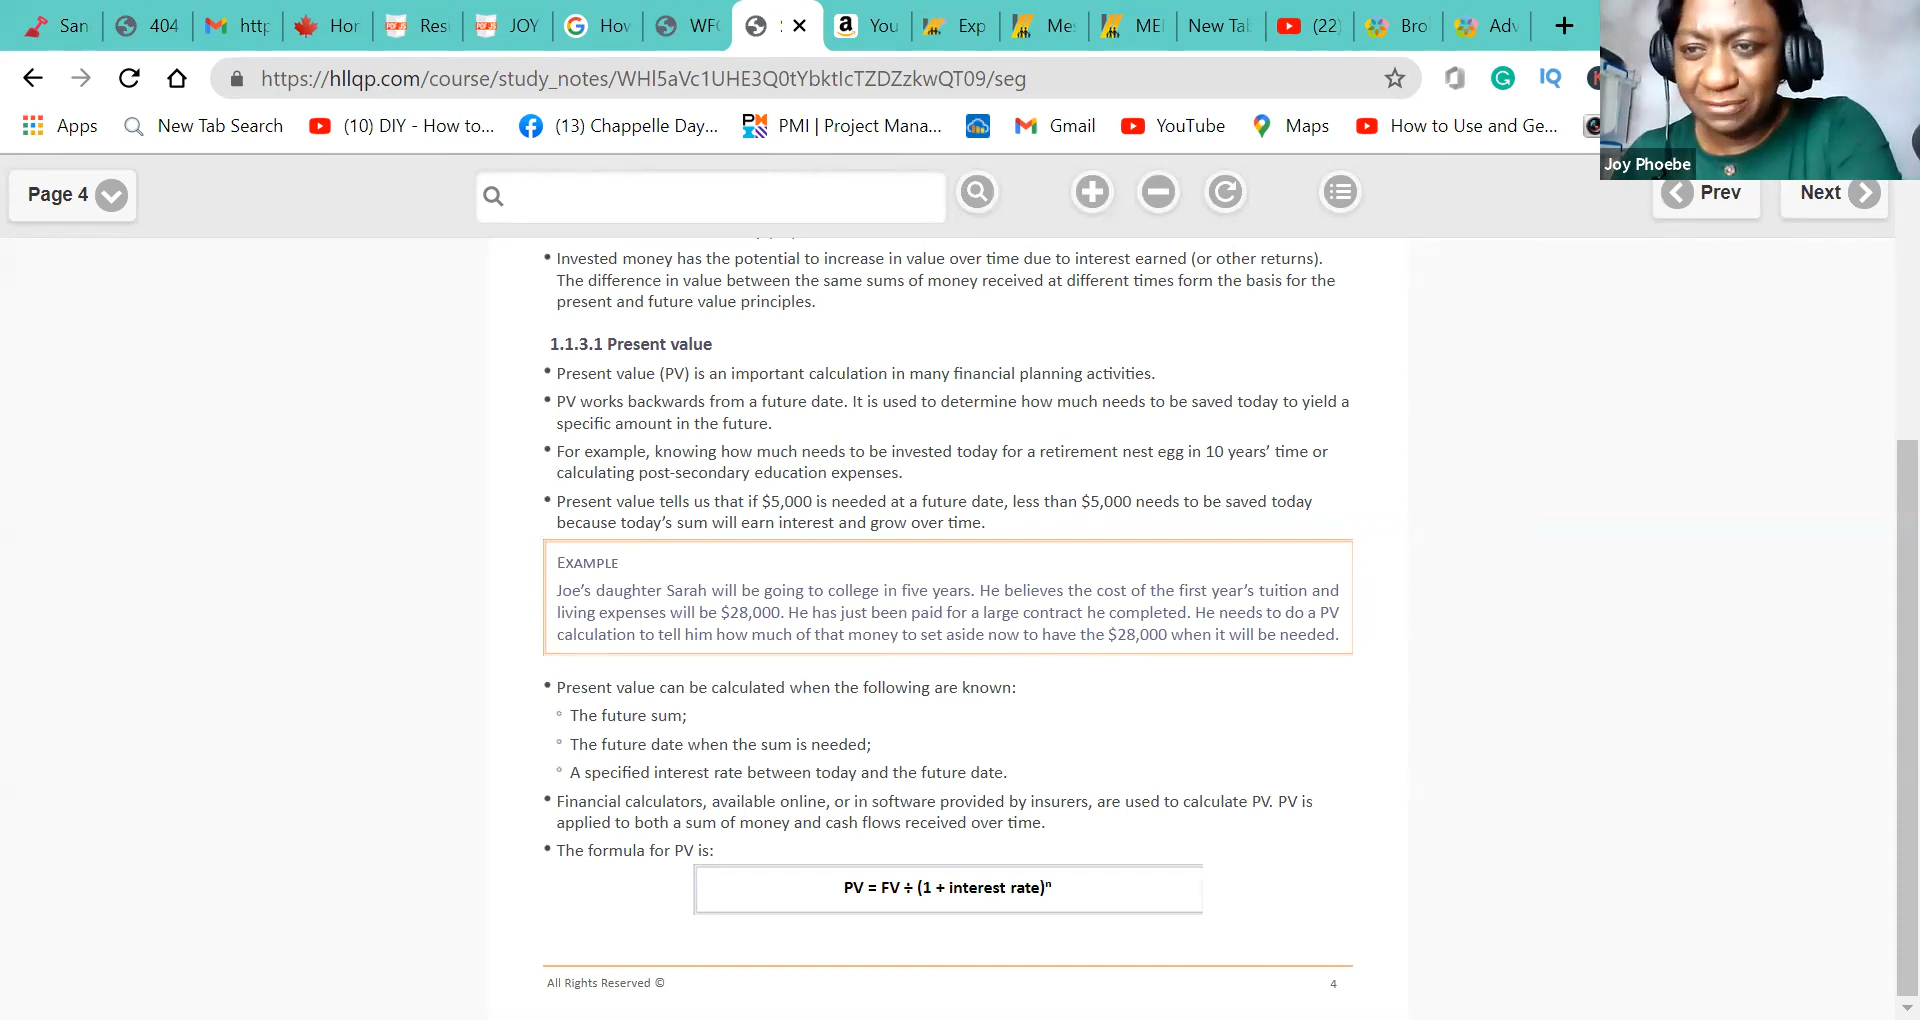 San
404
http
Hor
Res
JOY
Hov
WFG
You
Exp
Me
MEI
New Tab
(22)
Bro
Adv
https://hllqp.com/course/study_notes/WHl5aVc1UHE3Q0tYbktIcTZDZzkwQT09/seg
IQ
Apps
New Tab Search
(10) DIY - How to...
(13) Chappelle Day...
PMI | Project Mana...
Gmail
YouTube
Maps
How to Use and Ge...
Joy Phoebe
Page 4
Prev
Next
• Invested money has the potential to increase in value over time due to interest earned (or other returns).
The difference in value between the same sums of money received at different times form the basis for the
present and future value principles.
1.1.3.1 Present value
• Present value (PV) is an important calculation in many financial planning activities.
• PV works backwards from a future date. It is used to determine how much needs to be saved today to yield a
specific amount in the future.
• For example, knowing how much needs to be invested today for a retirement nest egg in 10 years’ time or
calculating post-secondary education expenses.
• Present value tells us that if $5,000 is needed at a future date, less than $5,000 needs to be saved today
because today’s sum will earn interest and grow over time.
EXAMPLE
Joe’s daughter Sarah will be going to college in five years. He believes the cost of the first year’s tuition and
living expenses will be $28,000. He has just been paid for a large contract he completed. He needs to do a PV
calculation to tell him how much of that money to set aside now to have the $28,000 when it will be needed.
• Present value can be calculated when the following are known:
° The future sum;
° The future date when the sum is needed;
° A specified interest rate between today and the future date.
• Financial calculators, available online, or in software provided by insurers, are used to calculate PV. PV is
applied to both a sum of money and cash flows received over time.
• The formula for PV is:
PV = FV ÷ (1 + interest rate)ⁿ
All Rights Reserved ©
4